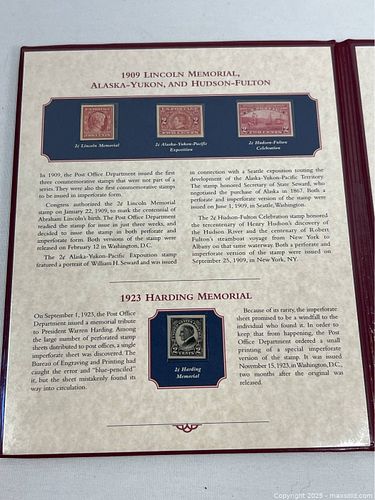 1909 Lincoln Memorial,
Alaska-Yukon, and Hudson-Fulton
2¢ Lincoln Memorial
2¢ Alaska-Yukon-Pacific
Exposition
2¢ Hudson-Fulton
Celebration
In 1909, the Post Office Department issued the first
three commemorative stamps that were not part of a
series. They were also the first commemorative stamps
to be issued in imperforate form.
Congress authorized the 2¢ Lincoln Memorial
stamp on January 22, 1909, to mark the centennial of
Abraham Lincoln's birth. The Post Office Department
readied the stamp for issue in just three weeks, and
decided to issue the stamp in both perforate and
imperforate form. Both versions of the stamp were
released on February 12 in Washington, D.C.
The 2¢ Alaska-Yukon-Pacific Exposition stamp
featured a portrait of William H. Seward and was issued
in connection with a Seattle exposition touting the
development of the Alaska-Yukon-Pacific Territory.
The stamp honored Secretary of State Seward, who
negotiated the purchase of Alaska in 1867. Both a
perforate and imperforate version of the stamp were
issued on June 1, 1909, in Seattle, Washington.
The 2¢ Hudson-Fulton Celebration stamp honored
the tercentenary of Henry Hudson's discovery of
the Hudson River and the centenary of Robert
Fulton's steamboat voyage from New York to
Albany on that same waterway. Both a perforate and
imperforate version of the stamp were issued on
September 25, 1909, in New York, NY.
1923 Harding Memorial
On September 1, 1923, the Post
Office Department issued a memorial tribute
to President Warren Harding. Among
the large number of perforated stamp
sheets distributed to post offices, a single
imperforate sheet was discovered. The
Bureau of Engraving and Printing had
caught the error and "blue-penciled"
it, but the sheet mistakenly found its
way into circulation.
2¢ Harding
Memorial
Because of its rarity, the imperforate
sheet promised to be a windfall to the
individual who found it. In order to
keep that from happening, the Post
Office Department ordered a small
printing of a special imperforate
version of the stamp. It was issued
November 15, 1923, in Washington, D.C.,
two months after the original was
released.
Copyright 2025 - maxsold.com